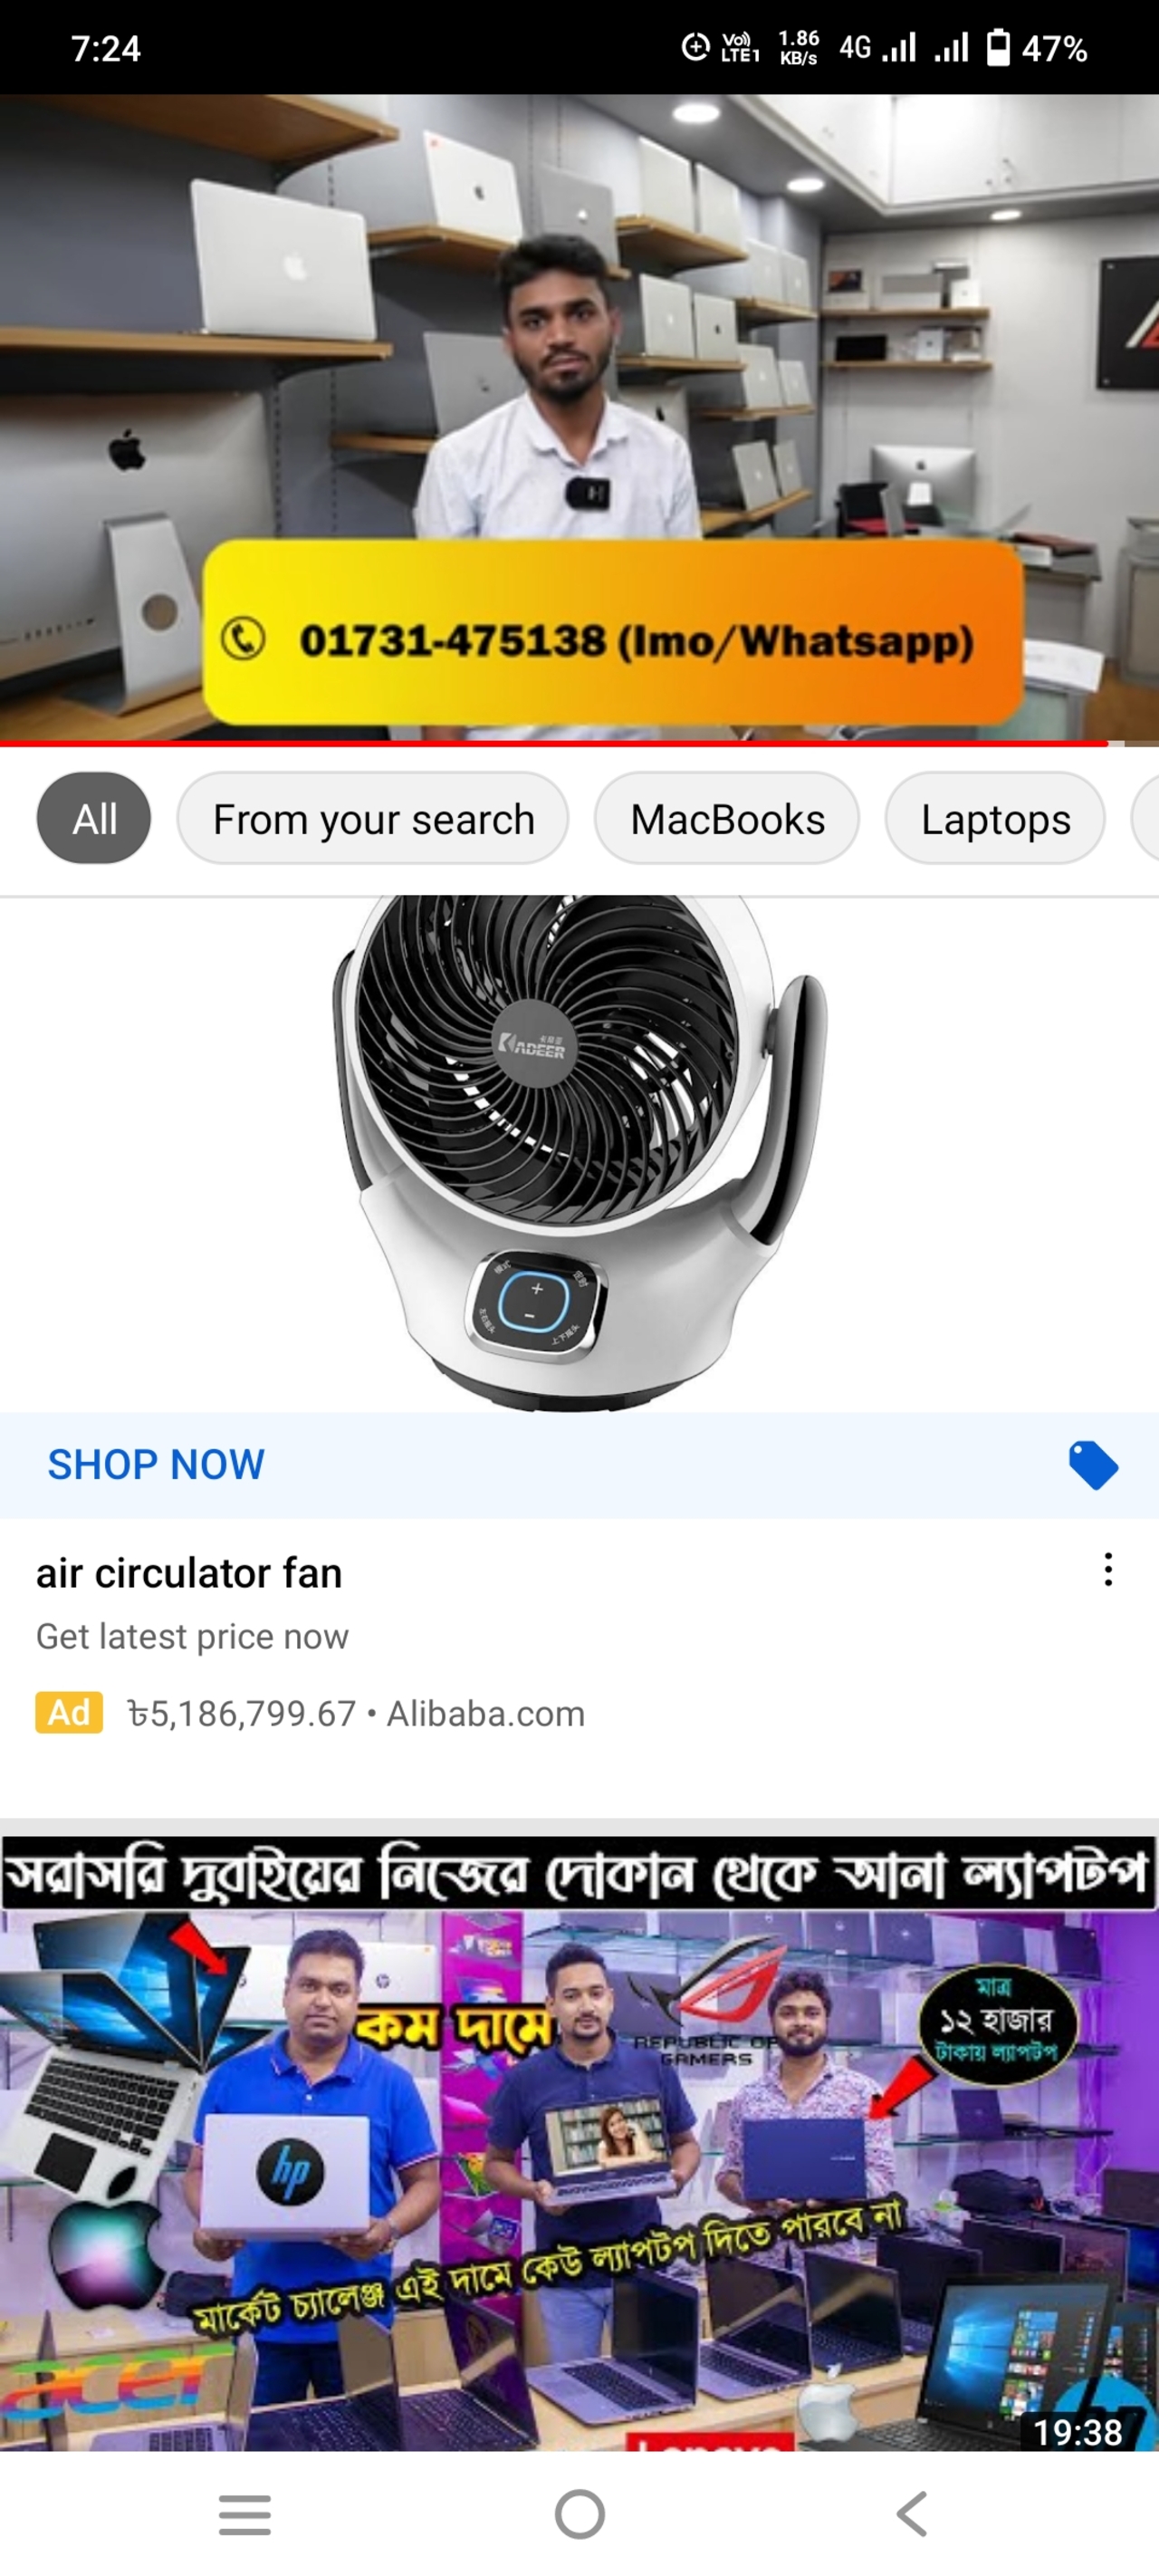 7:24
Vo)) LTE1 1.86 KB/s 4G 47%
01731-475138 (Imo/Whatsapp)
All From your search MacBooks Laptops
KADEER
+
−
SHOP NOW
air circulator fan
Get latest price now
Ad ৳5,186,799.67 • Alibaba.com
সরাসরি দুবাইয়ের নিজের দোকান থেকে আনা ল্যাপটপ
কম দামে
REPUBLIC OF
GAMERS
মাত্র
১২ হাজার
টাকায় ল্যাপটপ
hp
মার্কেট চ্যালেঞ্জ এই দামে কেউ ল্যাপটপ দিতে পারবে না
acer
19:38